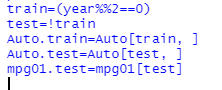 train=(year%%2==0)
test=!train
Auto.train=Auto[train, ]
Auto.test=Auto[test, ]
mpg01.test=mpg01[test]